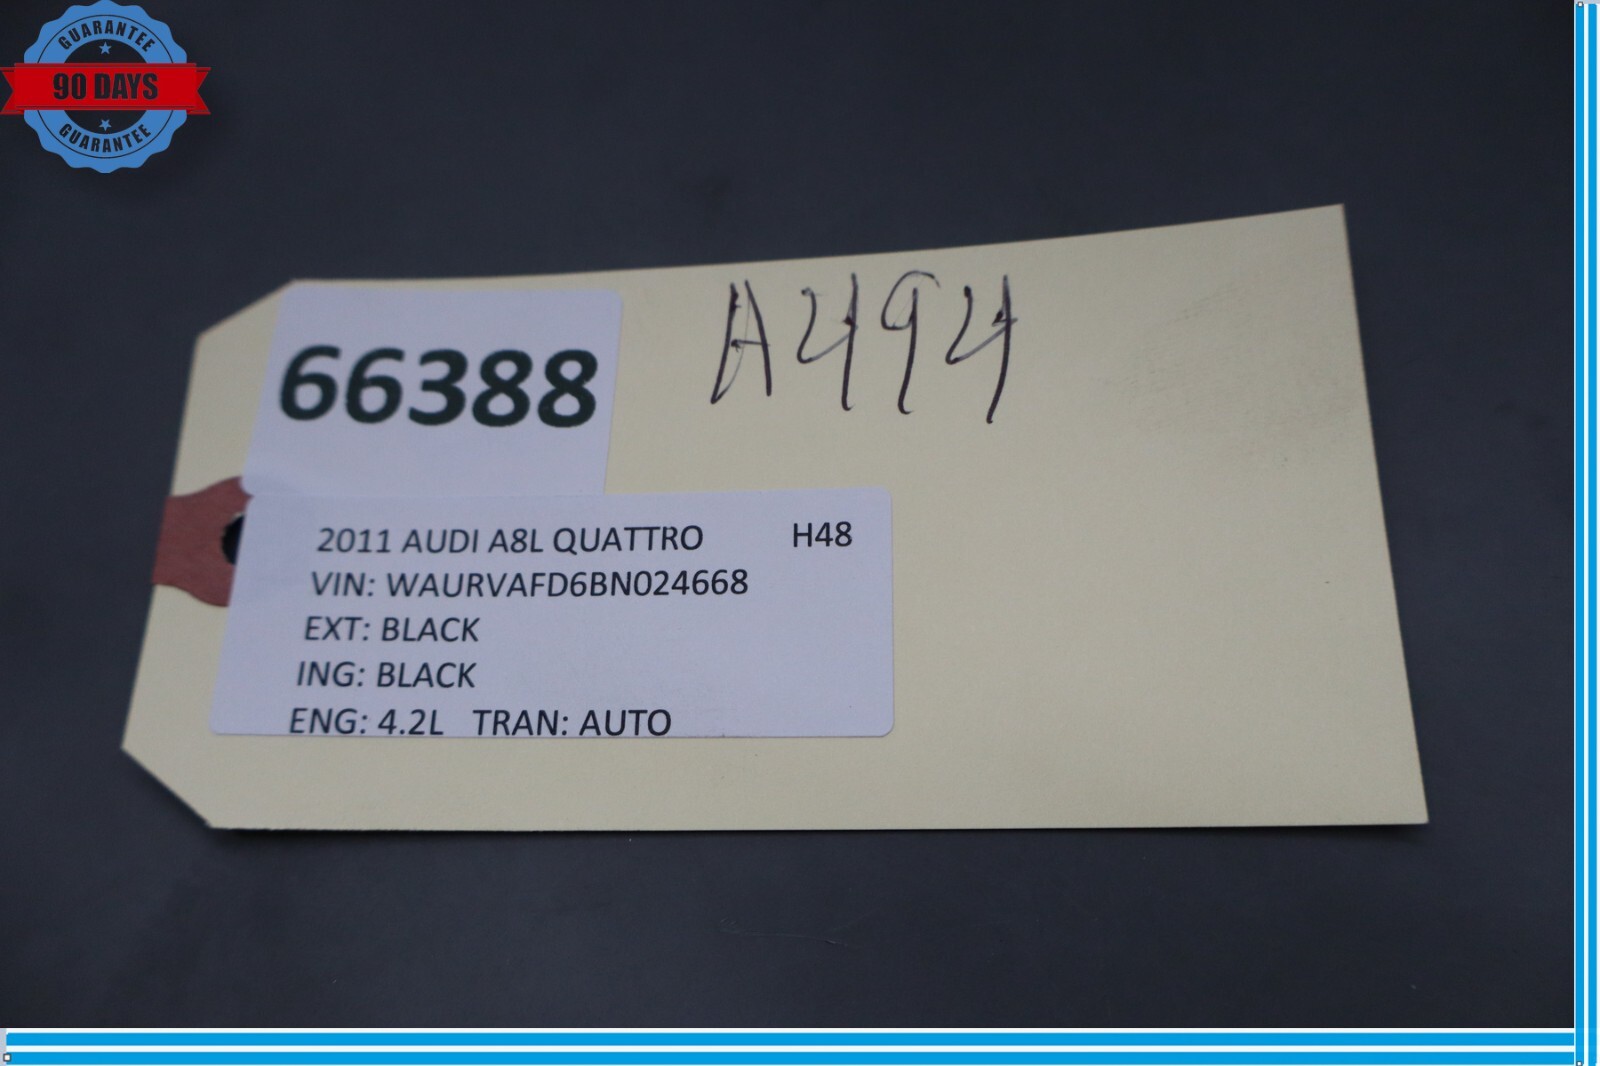 GUARANTEE
90 DAYS
GUARANTEE
A494
66388
2011 AUDI A8L QUATTRO H48
VIN: WAURVAFD6BN024668
EXT: BLACK
ING: BLACK
ENG: 4.2L TRAN: AUTO